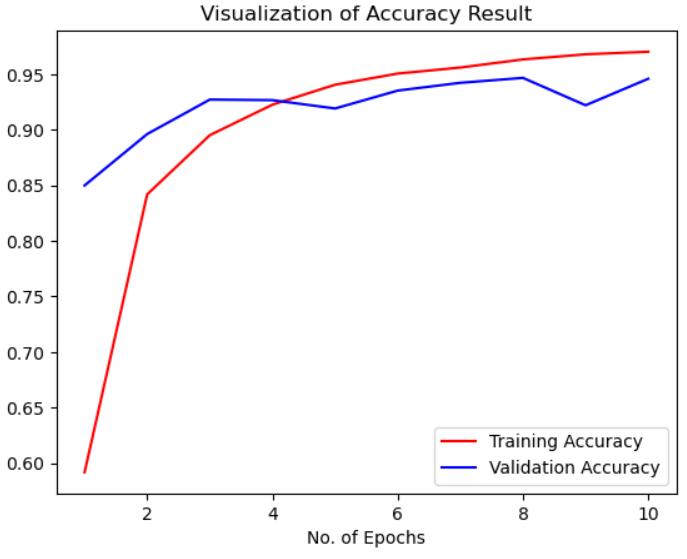 Visualization of Accuracy Result
0.95
0.90
0.85
0.80
0.75
0.70
0.65
0.60
Training Accuracy
Validation Accuracy
2 4 6 8 10
No. of Epochs